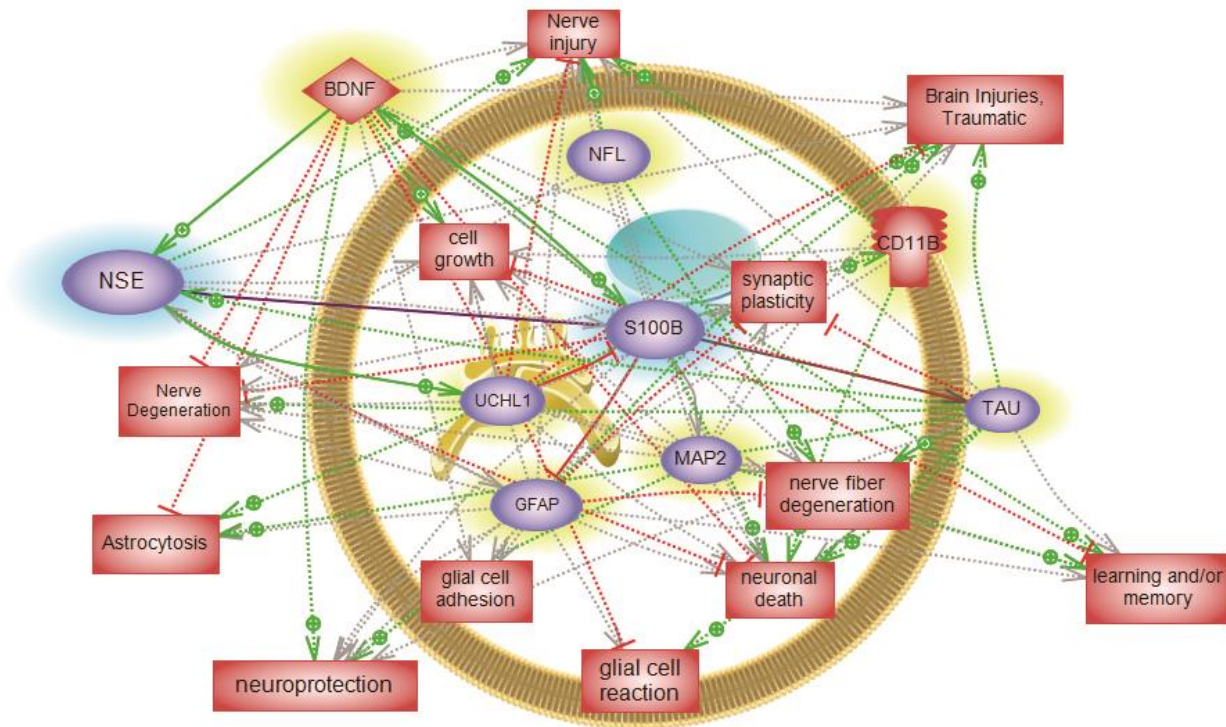 Nerve
injury
BDNF
Brain Injuries,
Traumatic
NFL
CD11B
cell
growth
NSE
synaptic
plasticity
S100B
Nerve
Degeneration
UCHL1
TAU
MAP2
nerve fiber
degeneration
GFAP
Astrocytosis
glial cell
adhesion
neuronal
death
learning and/or
memory
neuroprotection
glial cell
reaction